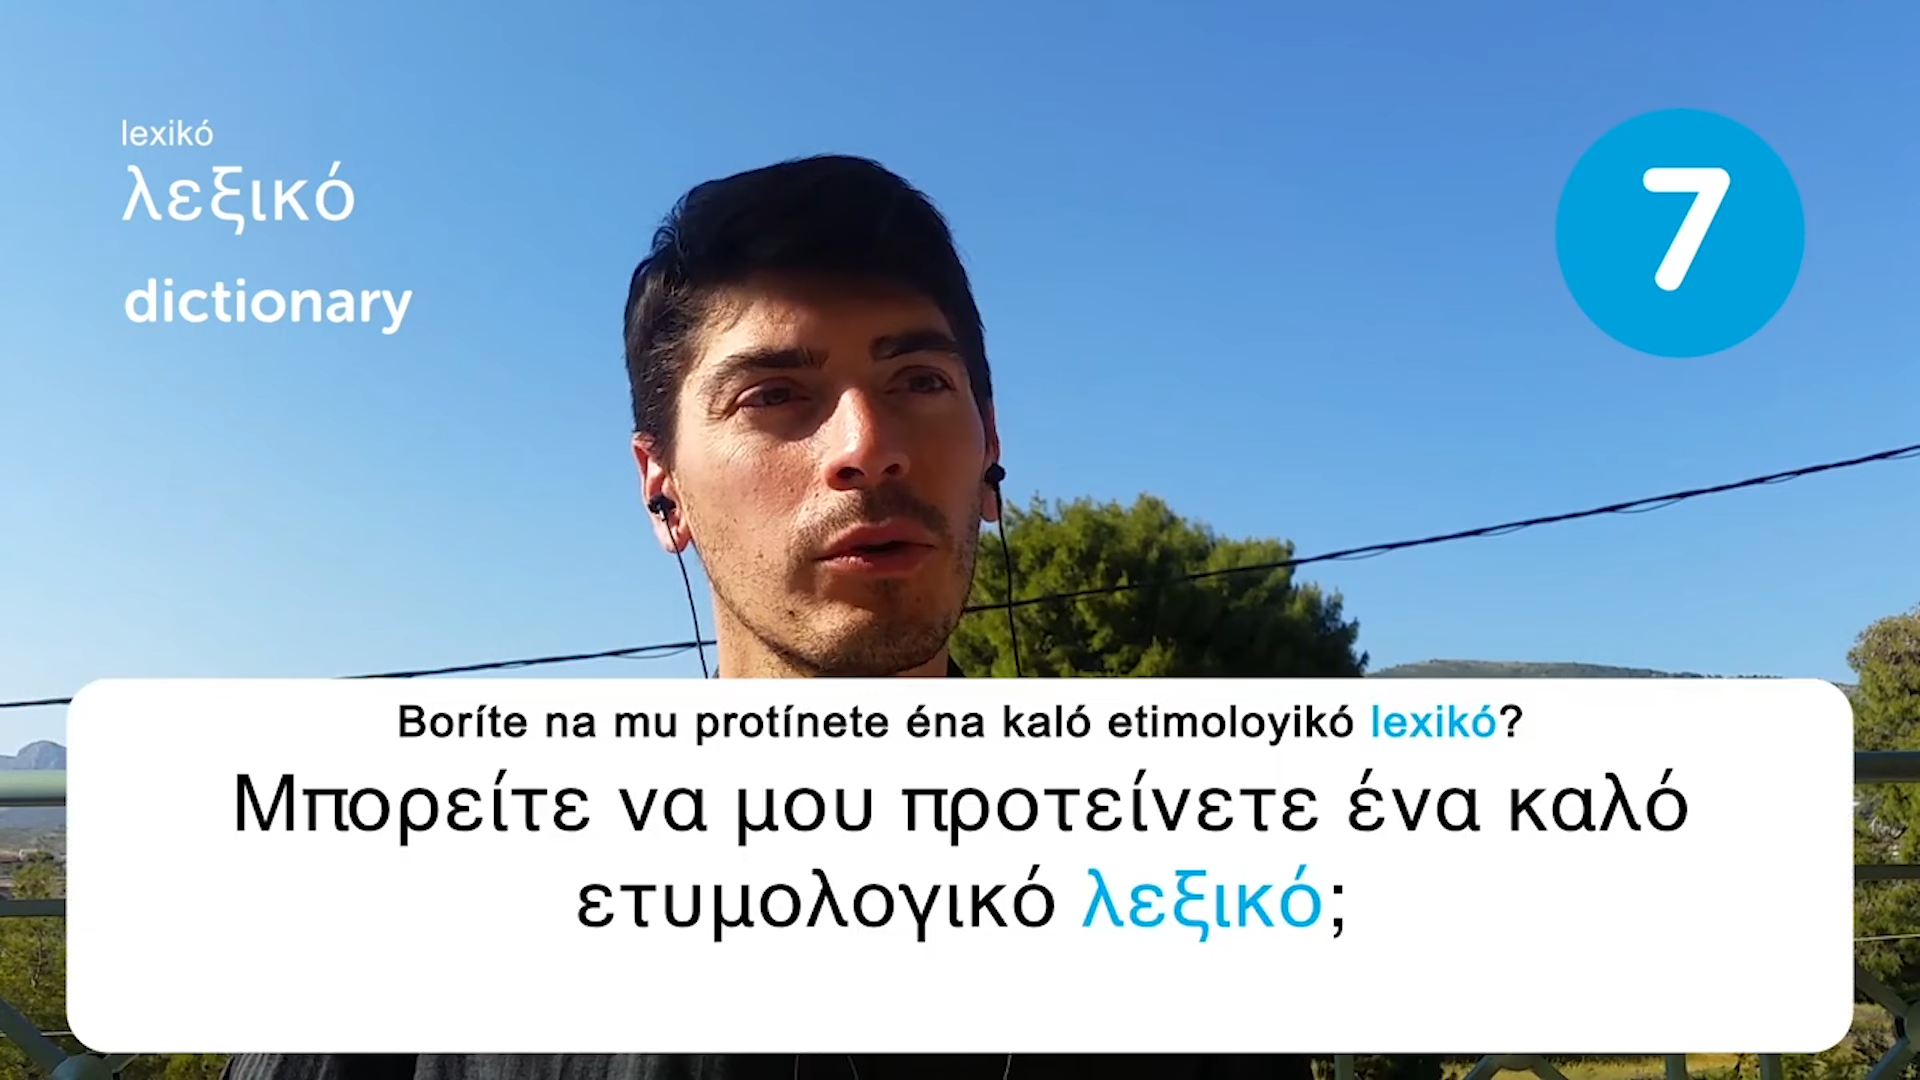 lexikó
λεξικό
dictionary
7
Boríte na mu protínete éna kaló etimoloyikó lexikó?
Μπορείτε να μου προτείνετε ένα καλό
ετυμολογικό λεξικό;